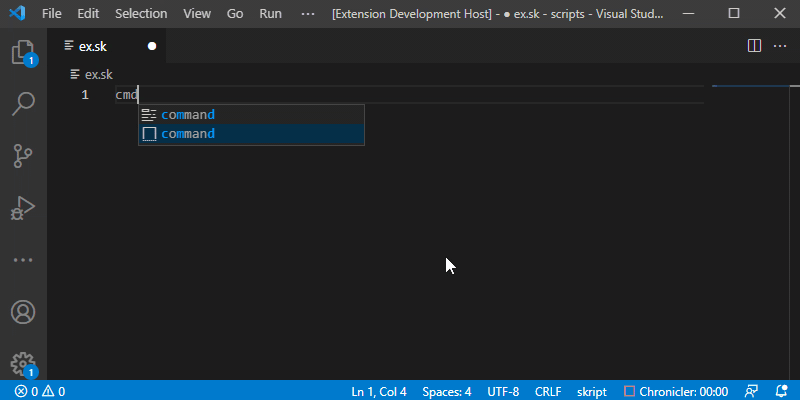 File Edit Selection View Go Run ··· [Extension Development Host] - ● ex.sk - scripts - Visual Stud...
ex.sk ●
ex.sk
1 cmd
command
command
1
1
0 0 Ln 1, Col 4 Spaces: 4 UTF-8 CRLF skript Chronicler: 00:00